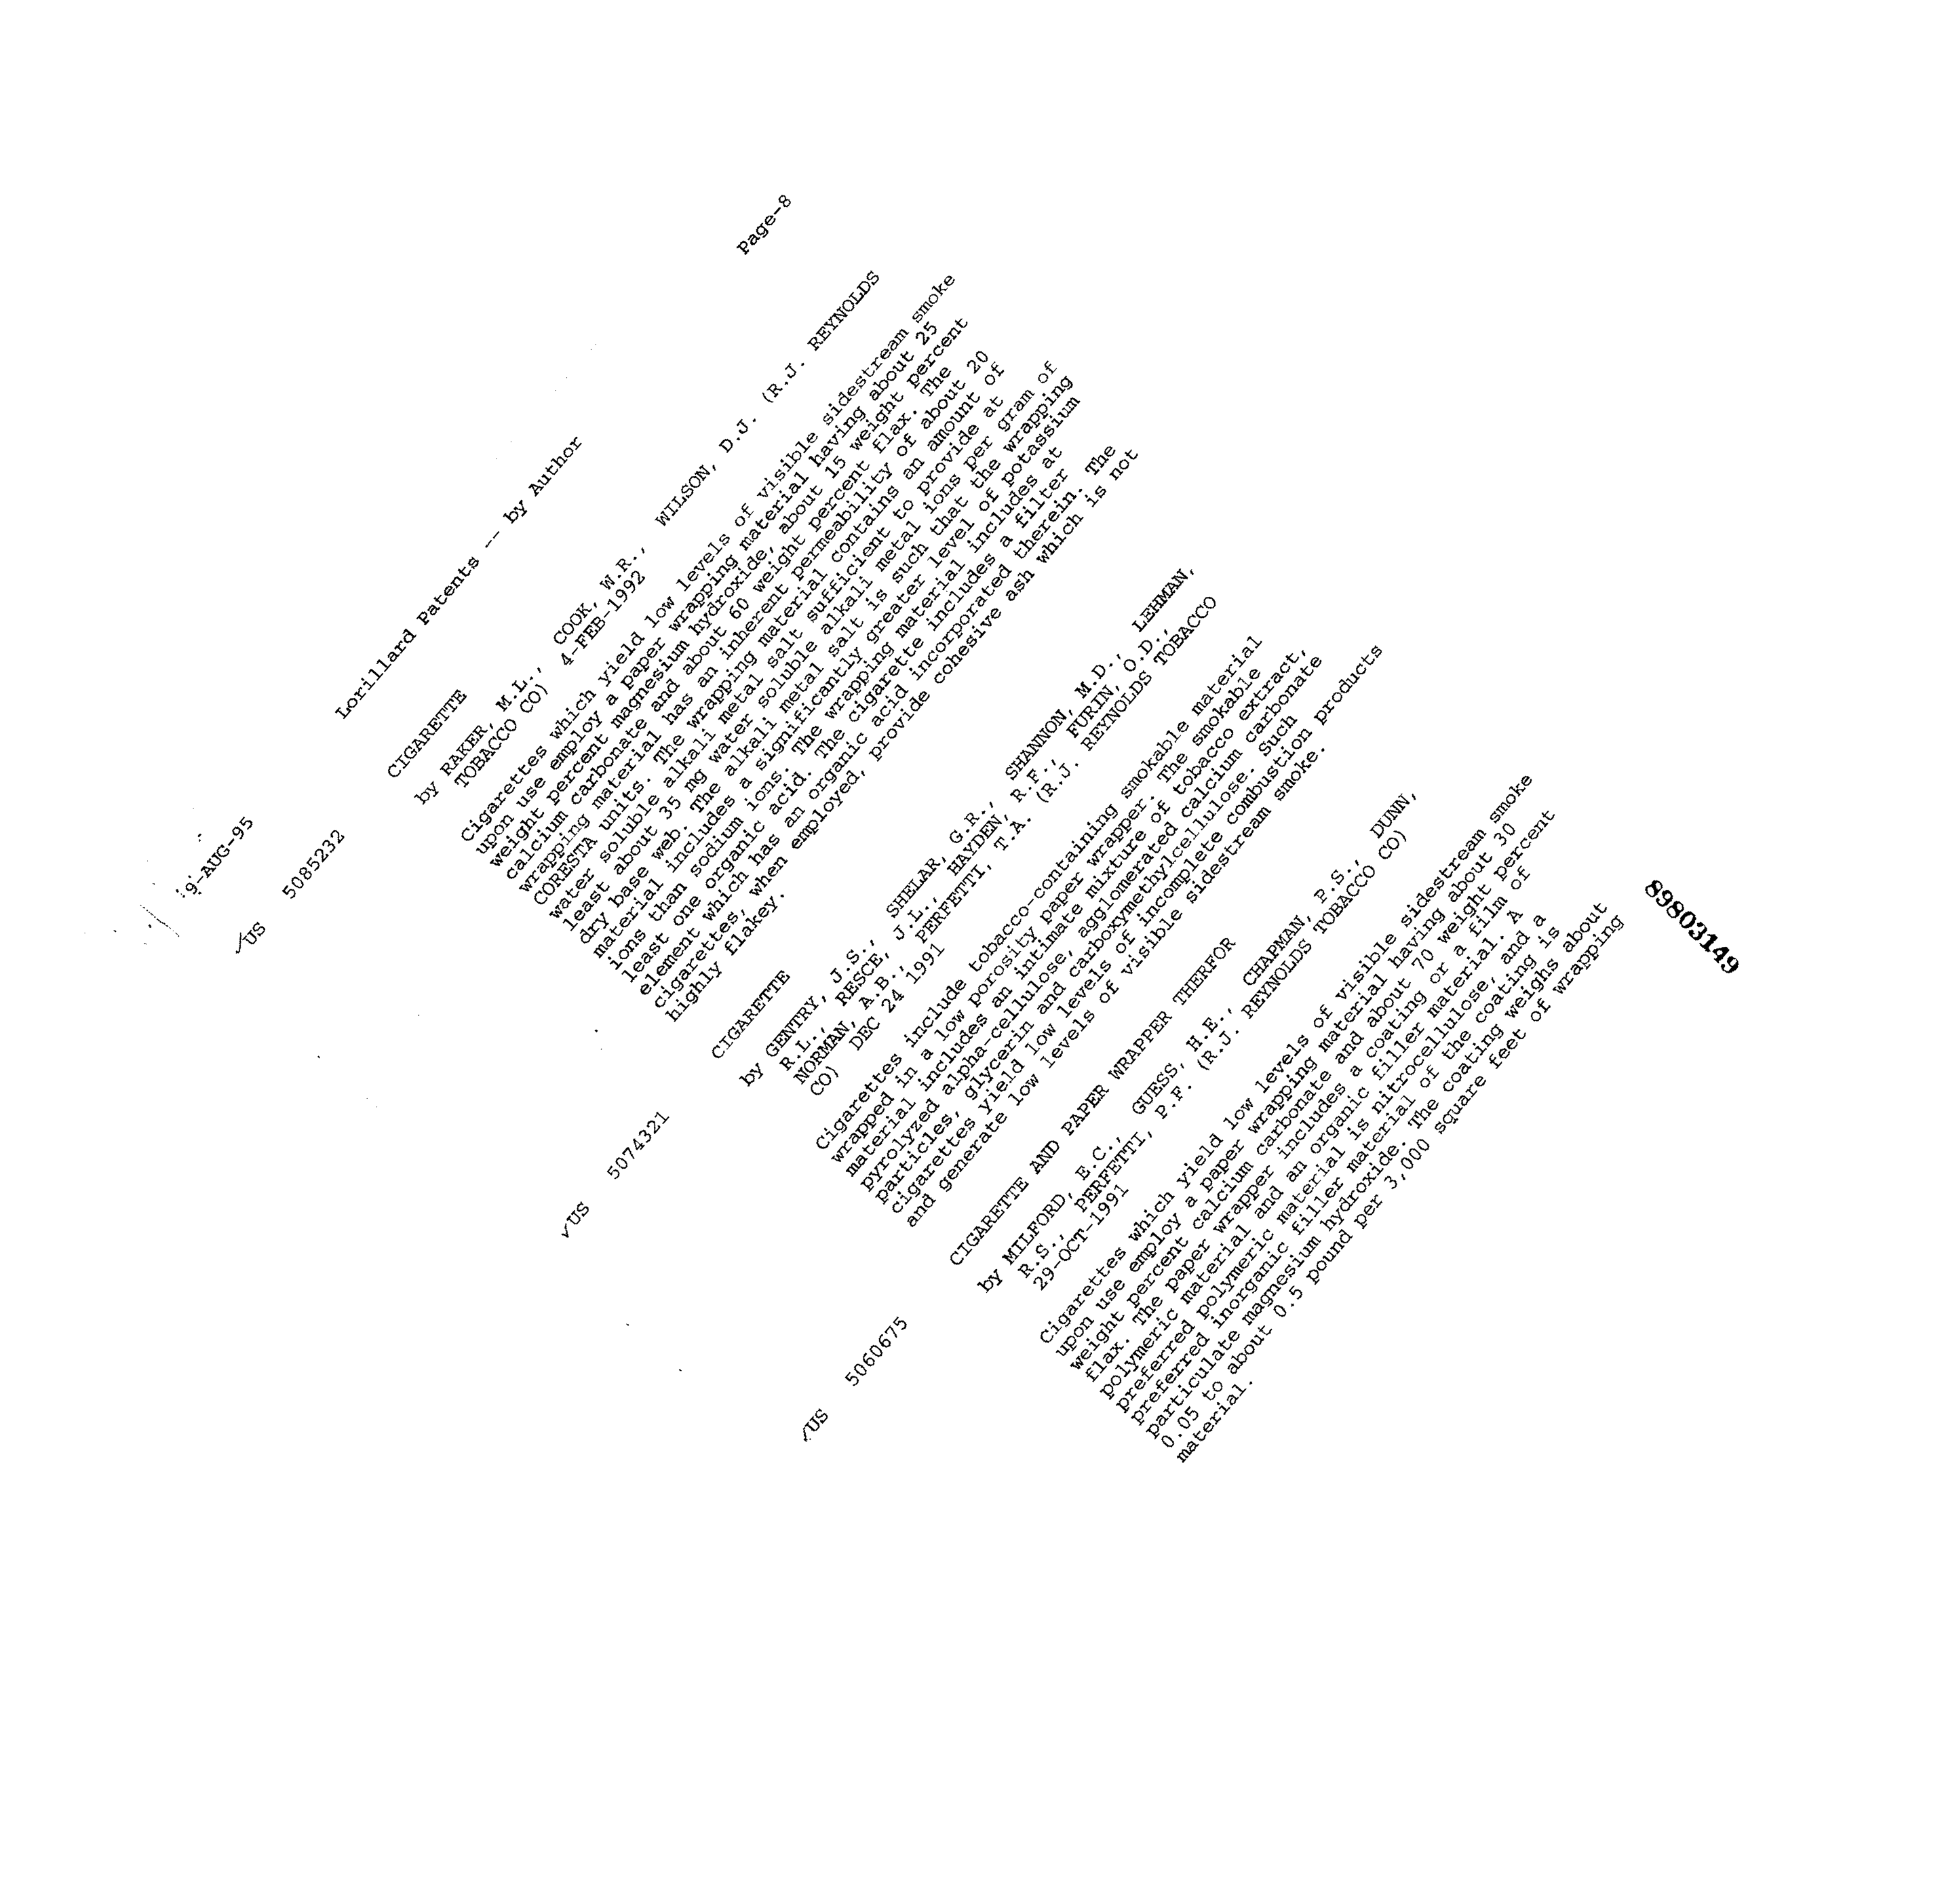 9-AUG-95 Lorillard Patents -- by Author Page-8
US 5085232 CIGARETTE
by RAKER, M.L., COOK, W.R., WILSON, D.J. (R.J. REYNOLDS
TOBACCO CO) 4-FEB-1992
Cigarettes which yield low levels of visible sidestream smoke
upon use employ a paper wrapping material having about 25
weight percent magnesium hydroxide, about 15 weight percent
calcium carbonate and about 60 weight percent flax. The
wrapping material has an inherent permeability of about 20
CORESTA units. The wrapping material contains an amount of
water soluble alkali metal salt sufficient to provide at
least about 35 mg water soluble alkali metal ions per gram of
dry base web. The alkali metal salt is such that the wrapping
material includes a significantly greater level of potassium
ions than sodium ions. The wrapping material includes at
least one organic acid. The cigarette includes a filter
element which has an organic acid incorporated therein. The
cigarettes, when employed, provide cohesive ash which is not
highly flakey.
US 5074321 CIGARETTE
by GENTRY, J.S., SHELAR, G.R., SHANNON, M.D., LEHMAN,
R.L., RESCE, J.L., HAYDEN, R.F., FURIN, O.D.,
NORMAN, A.B., PERFETTI, T.A. (R.J. REYNOLDS TOBACCO
CO) DEC 24 1991
Cigarettes include tobacco-containing smokable material
wrapped in a low porosity paper wrapper. The smokable
material includes an intimate mixture of tobacco extract,
pyrolyzed alpha-cellulose, agglomerated calcium carbonate
particles, glycerin and carboxymethylcellulose. Such
cigarettes yield low levels of incomplete combustion products
and generate low levels of visible sidestream smoke.
US 5060675 CIGARETTE AND PAPER WRAPPER THERFOR
by MILFORD, E.C., GUESS, H.E., CHAPMAN, P.S., DUNN,
R.S., PERFETTI, P.F. (R.J. REYNOLDS TOBACCO CO)
29-OCT-1991
Cigarettes which yield low levels of visible sidestream smoke
upon use employ a paper wrapping material having about 30
weight percent calcium carbonate and about 70 weight percent
flax. The paper wrapper includes a coating or a film of
polymeric material and an organic filler material. A
preferred polymeric material is nitrocellulose, and a
preferred inorganic filler material of the coating is
particulate magnesium hydroxide. The coating weighs about
0.05 to about 0.5 pound per 3,000 square feet of wrapping
material.
89803149